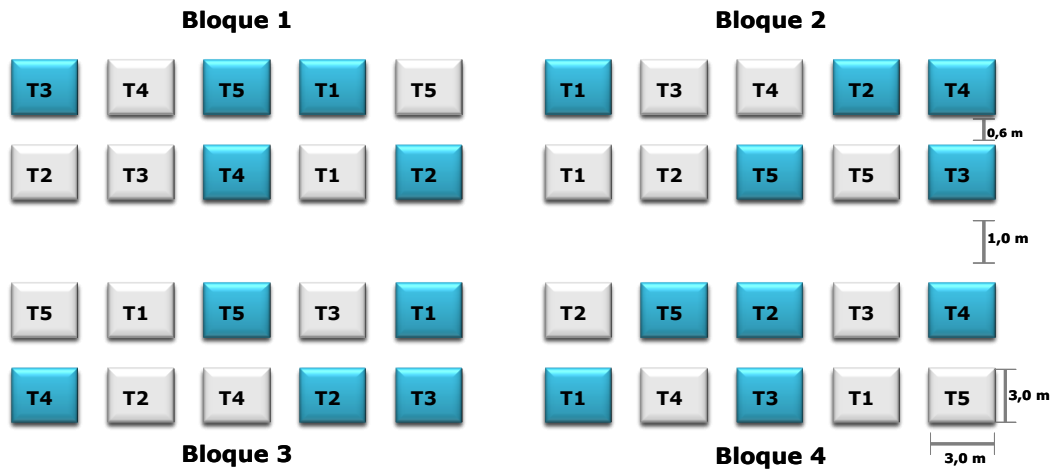 Bloque 1
T3 T4 T5 T1 T5
T2 T3 T4 T1 T2
Bloque 2
T1 T3 T4 T2 T4
0,6 m
T1 T2 T5 T5 T3
1,0 m
T5 T1 T5 T3 T1
T4 T2 T4 T2 T3
Bloque 3
T2 T5 T2 T3 T4
T1 T4 T3 T1 T5
3,0 m
3,0 m
Bloque 4